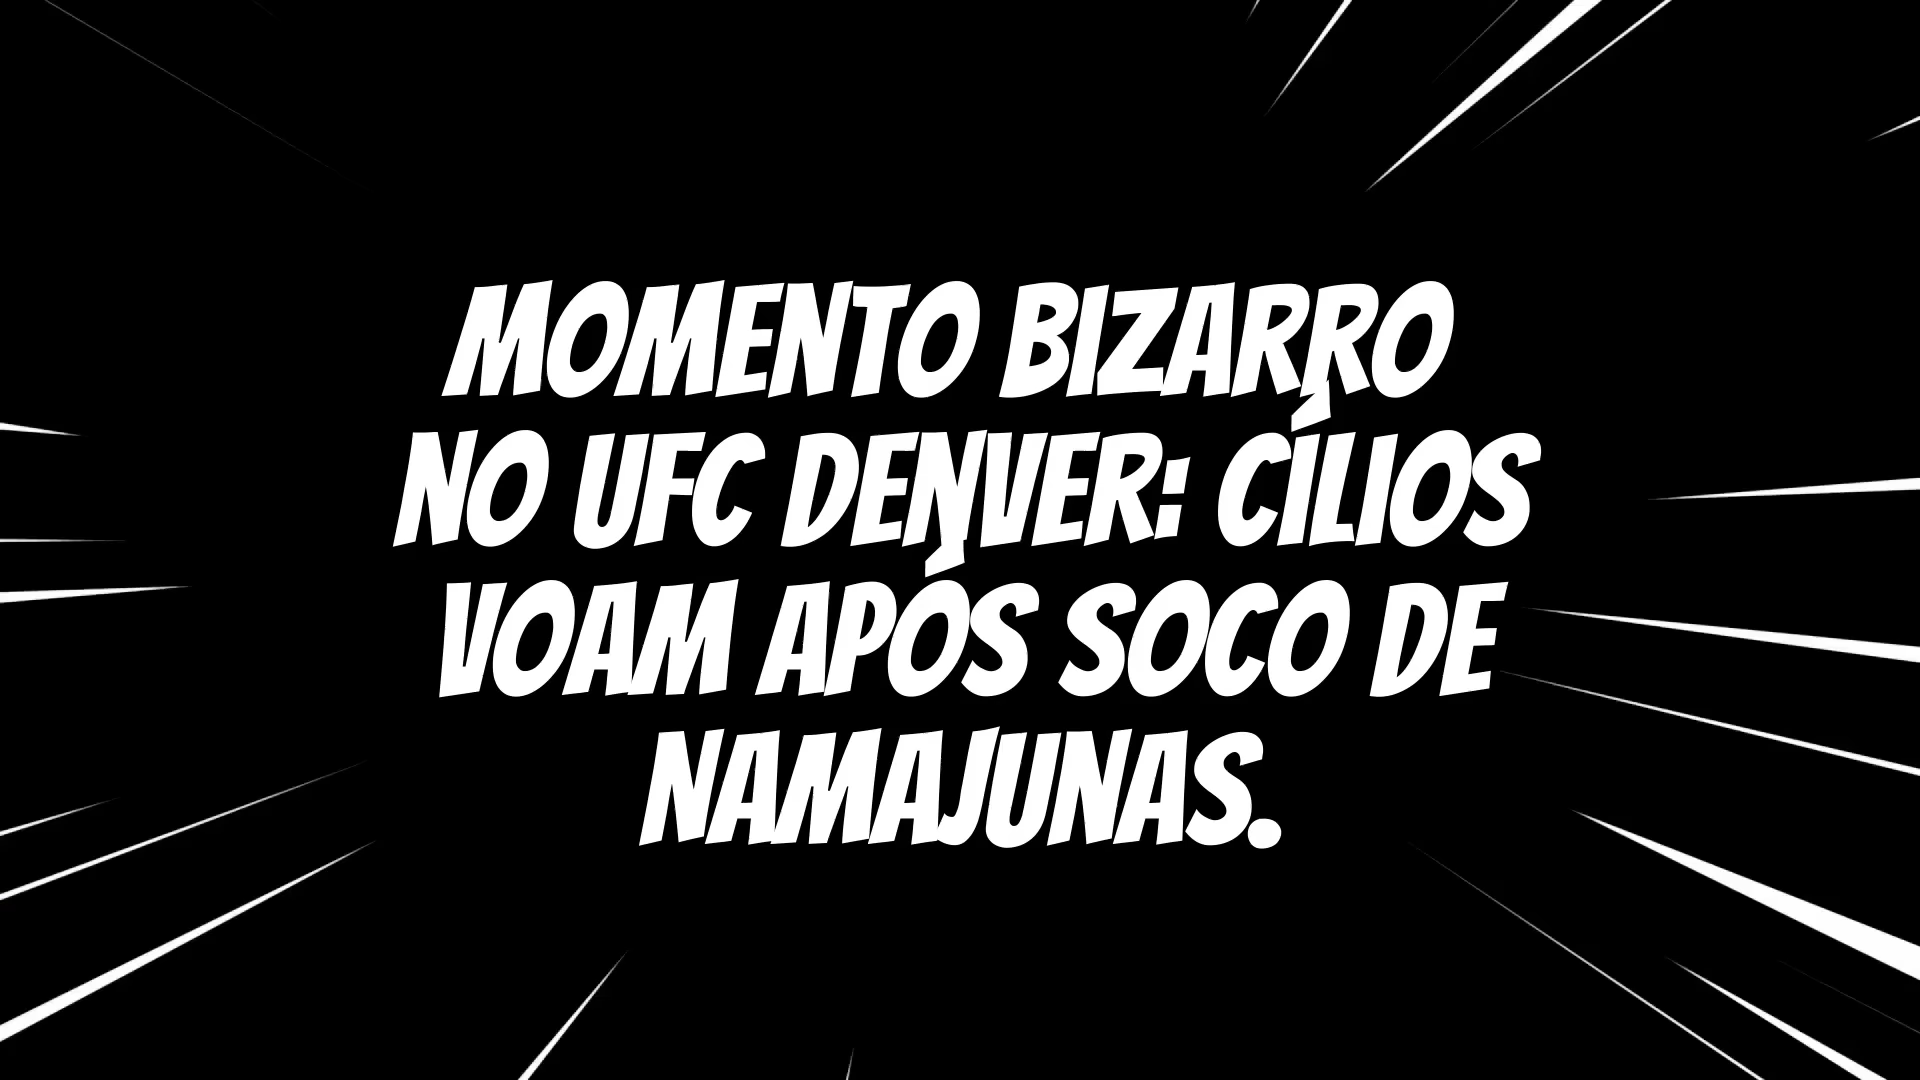 MOMENTO BIZARRO
NO UFC DENVER: CÍLIOS
VOAM APÓS SOCO DE
NAMAJUNAS.